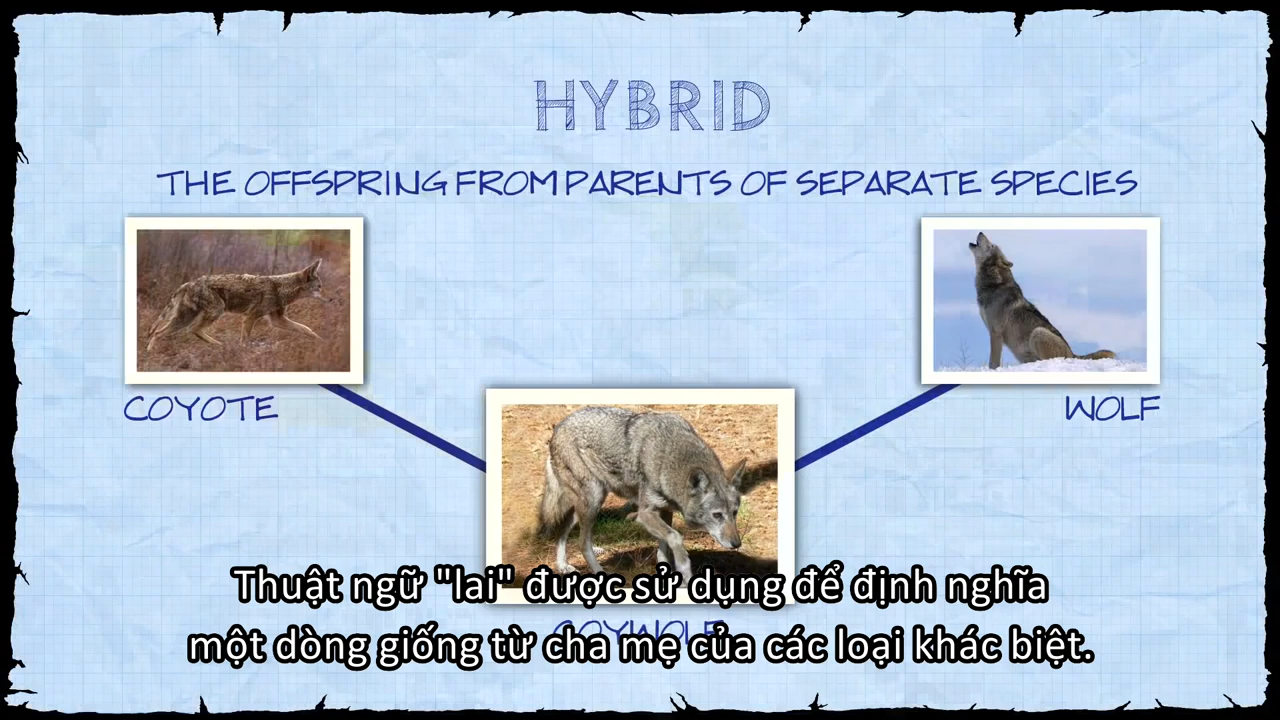 HYBRID
THE OFFSPRING FROM PARENTS OF SEPARATE SPECIES
COYOTE
WOLF
COYWOLF
Thuật ngữ "lai" được sử dụng để định nghĩa
một dòng giống từ cha mẹ của các loại khác biệt.